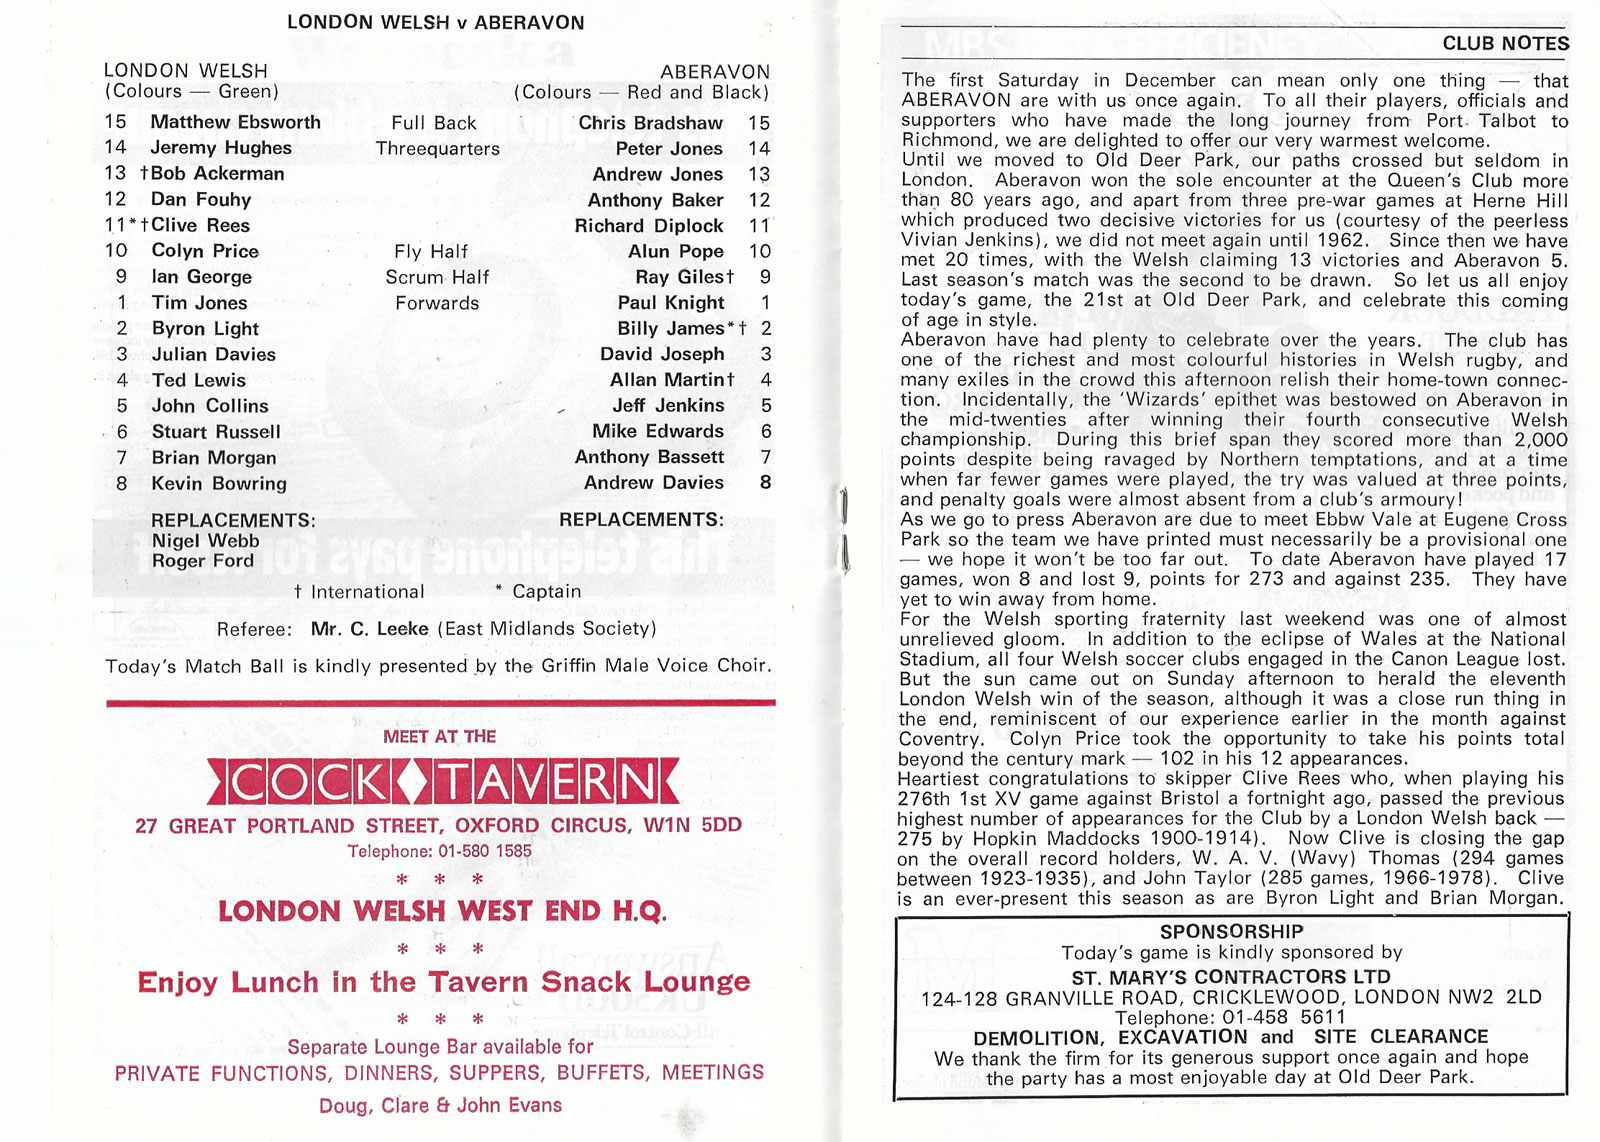 LONDON WELSH v ABERAVON
LONDON WELSH ABERAVON
(Colours — Green) (Colours — Red and Black)
15 Matthew Ebsworth Full Back Chris Bradshaw 15
14 Jeremy Hughes Threequarters Peter Jones 14
13 †Bob Ackerman Andrew Jones 13
12 Dan Fouhy Anthony Baker 12
11*†Clive Rees Richard Diplock 11
10 Colyn Price Fly Half Alun Pope 10
9 Ian George Scrum Half Ray Giles† 9
1 Tim Jones Forwards Paul Knight 1
2 Byron Light Billy James*† 2
3 Julian Davies David Joseph 3
4 Ted Lewis Allan Martin† 4
5 John Collins Jeff Jenkins 5
6 Stuart Russell Mike Edwards 6
7 Brian Morgan Anthony Bassett 7
8 Kevin Bowring Andrew Davies 8
REPLACEMENTS: REPLACEMENTS:
Nigel Webb
Roger Ford
† International * Captain
Referee: Mr. C. Leeke (East Midlands Society)
Today's Match Ball is kindly presented by the Griffin Male Voice Choir.
MEET AT THE
COCK TAVERN
27 GREAT PORTLAND STREET, OXFORD CIRCUS, W1N 5DD
Telephone: 01-580 1585
* * *
LONDON WELSH WEST END H.Q.
* * *
Enjoy Lunch in the Tavern Snack Lounge
* * *
Separate Lounge Bar available for
PRIVATE FUNCTIONS, DINNERS, SUPPERS, BUFFETS, MEETINGS
Doug, Clare & John Evans
CLUB NOTES
The first Saturday in December can mean only one thing — that
ABERAVON are with us once again. To all their players, officials and
supporters who have made the long journey from Port Talbot to
Richmond, we are delighted to offer our very warmest welcome.
Until we moved to Old Deer Park, our paths crossed but seldom in
London. Aberavon won the sole encounter at the Queen's Club more
than 80 years ago, and apart from three pre-war games at Herne Hill
which produced two decisive victories for us (courtesy of the peerless
Vivian Jenkins), we did not meet again until 1962. Since then we have
met 20 times, with the Welsh claiming 13 victories and Aberavon 5.
Last season's match was the second to be drawn. So let us all enjoy
today's game, the 21st at Old Deer Park, and celebrate this coming
of age in style.
Aberavon have had plenty to celebrate over the years. The club has
one of the richest and most colourful histories in Welsh rugby, and
many exiles in the crowd this afternoon relish their home-town connec-
tion. Incidentally, the 'Wizards' epithet was bestowed on Aberavon in
the mid-twenties after winning their fourth consecutive Welsh
championship. During this brief span they scored more than 2,000
points despite being ravaged by Northern temptations, and at a time
when far fewer games were played, the try was valued at three points,
and penalty goals were almost absent from a club's armoury!
As we go to press Aberavon are due to meet Ebbw Vale at Eugene Cross
Park so the team we have printed must necessarily be a provisional one
— we hope it won't be too far out. To date Aberavon have played 17
games, won 8 and lost 9, points for 273 and against 235. They have
yet to win away from home.
For the Welsh sporting fraternity last weekend was one of almost
unrelieved gloom. In addition to the eclipse of Wales at the National
Stadium, all four Welsh soccer clubs engaged in the Canon League lost.
But the sun came out on Sunday afternoon to herald the eleventh
London Welsh win of the season, although it was a close run thing in
the end, reminiscent of our experience earlier in the month against
Coventry. Colyn Price took the opportunity to take his points total
beyond the century mark — 102 in his 12 appearances.
Heartiest congratulations to skipper Clive Rees who, when playing his
276th 1st XV game against Bristol a fortnight ago, passed the previous
highest number of appearances for the Club by a London Welsh back —
275 by Hopkin Maddocks 1900-1914). Now Clive is closing the gap
on the overall record holders, W. A. V. (Wavy) Thomas (294 games
between 1923-1935), and John Taylor (285 games, 1966-1978). Clive
is an ever-present this season as are Byron Light and Brian Morgan.
SPONSORSHIP
Today's game is kindly sponsored by
ST. MARY'S CONTRACTORS LTD
124-128 GRANVILLE ROAD, CRICKLEWOOD, LONDON NW2 2LD
Telephone: 01-458 5611
DEMOLITION, EXCAVATION and SITE CLEARANCE
We thank the firm for its generous support once again and hope
the party has a most enjoyable day at Old Deer Park.